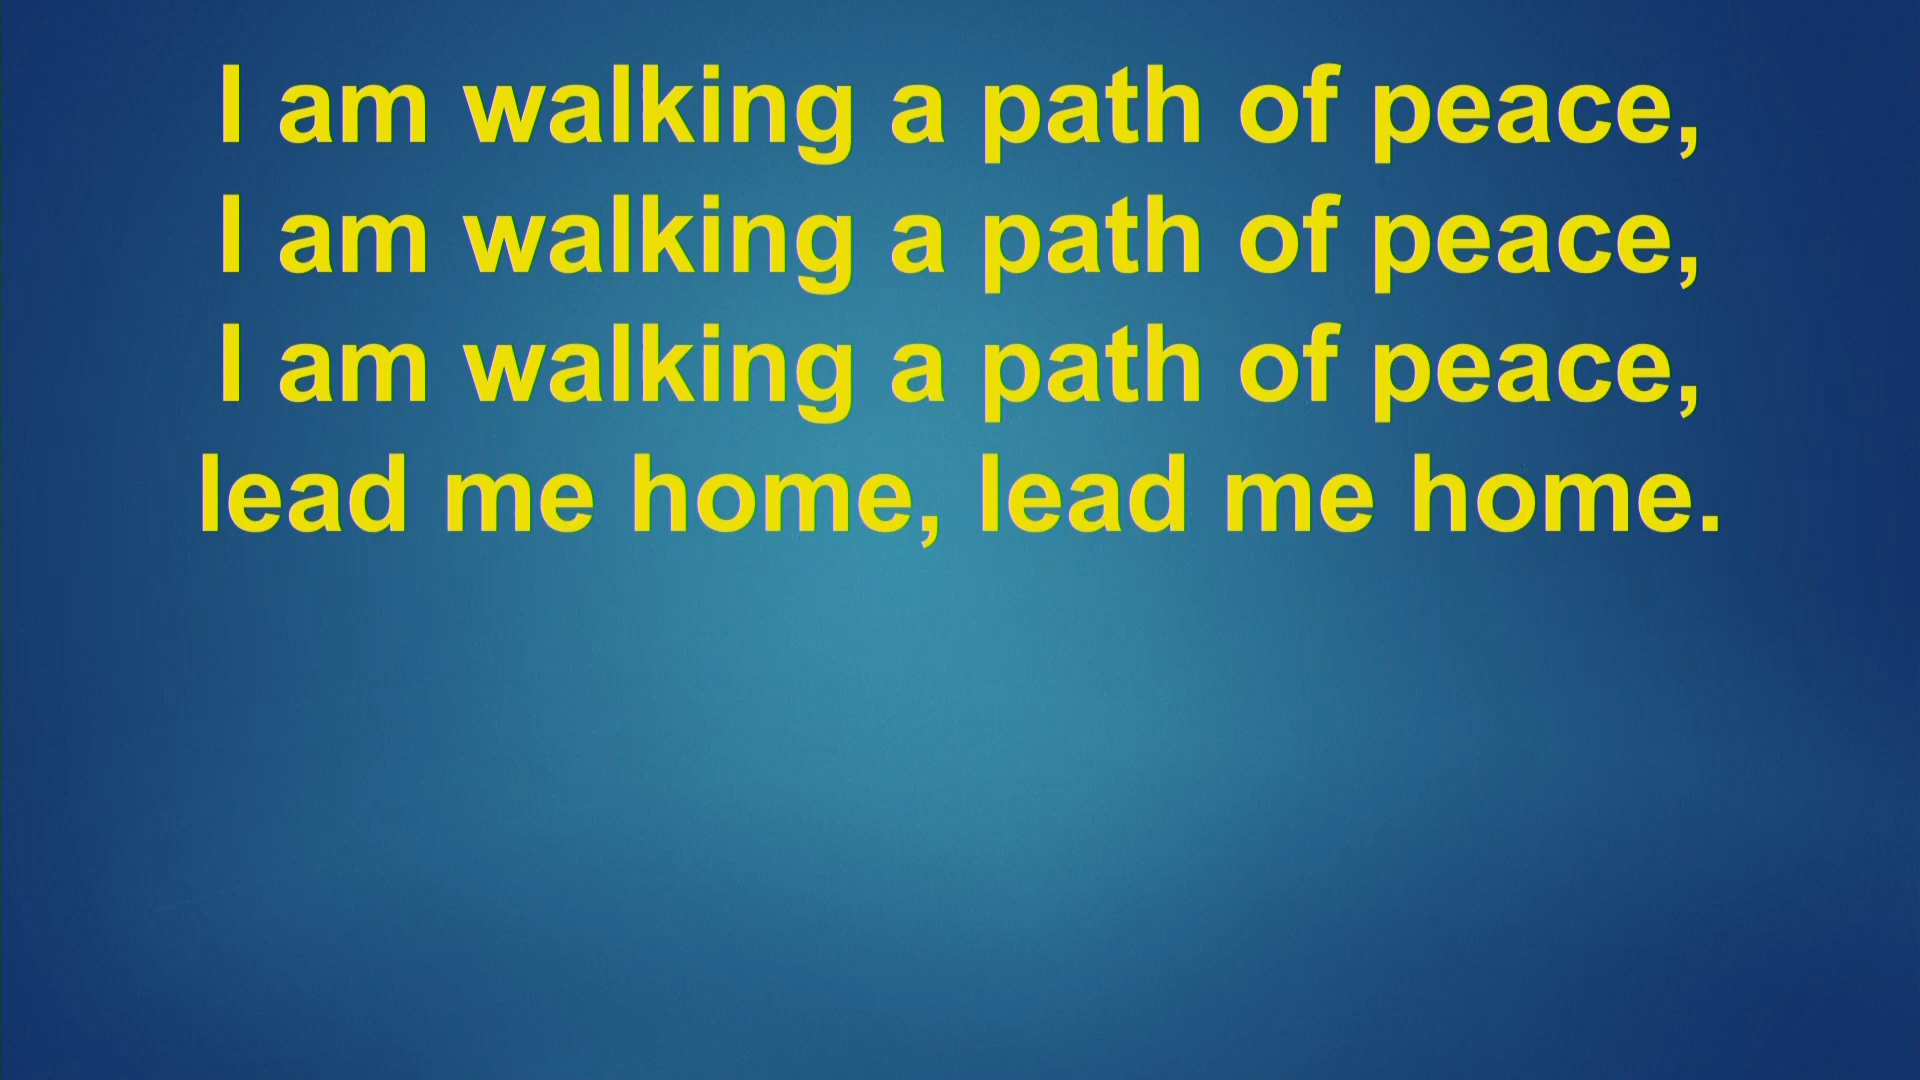 I am walking a path of peace,
I am walking a path of peace,
I am walking a path of peace,
lead me home, lead me home.